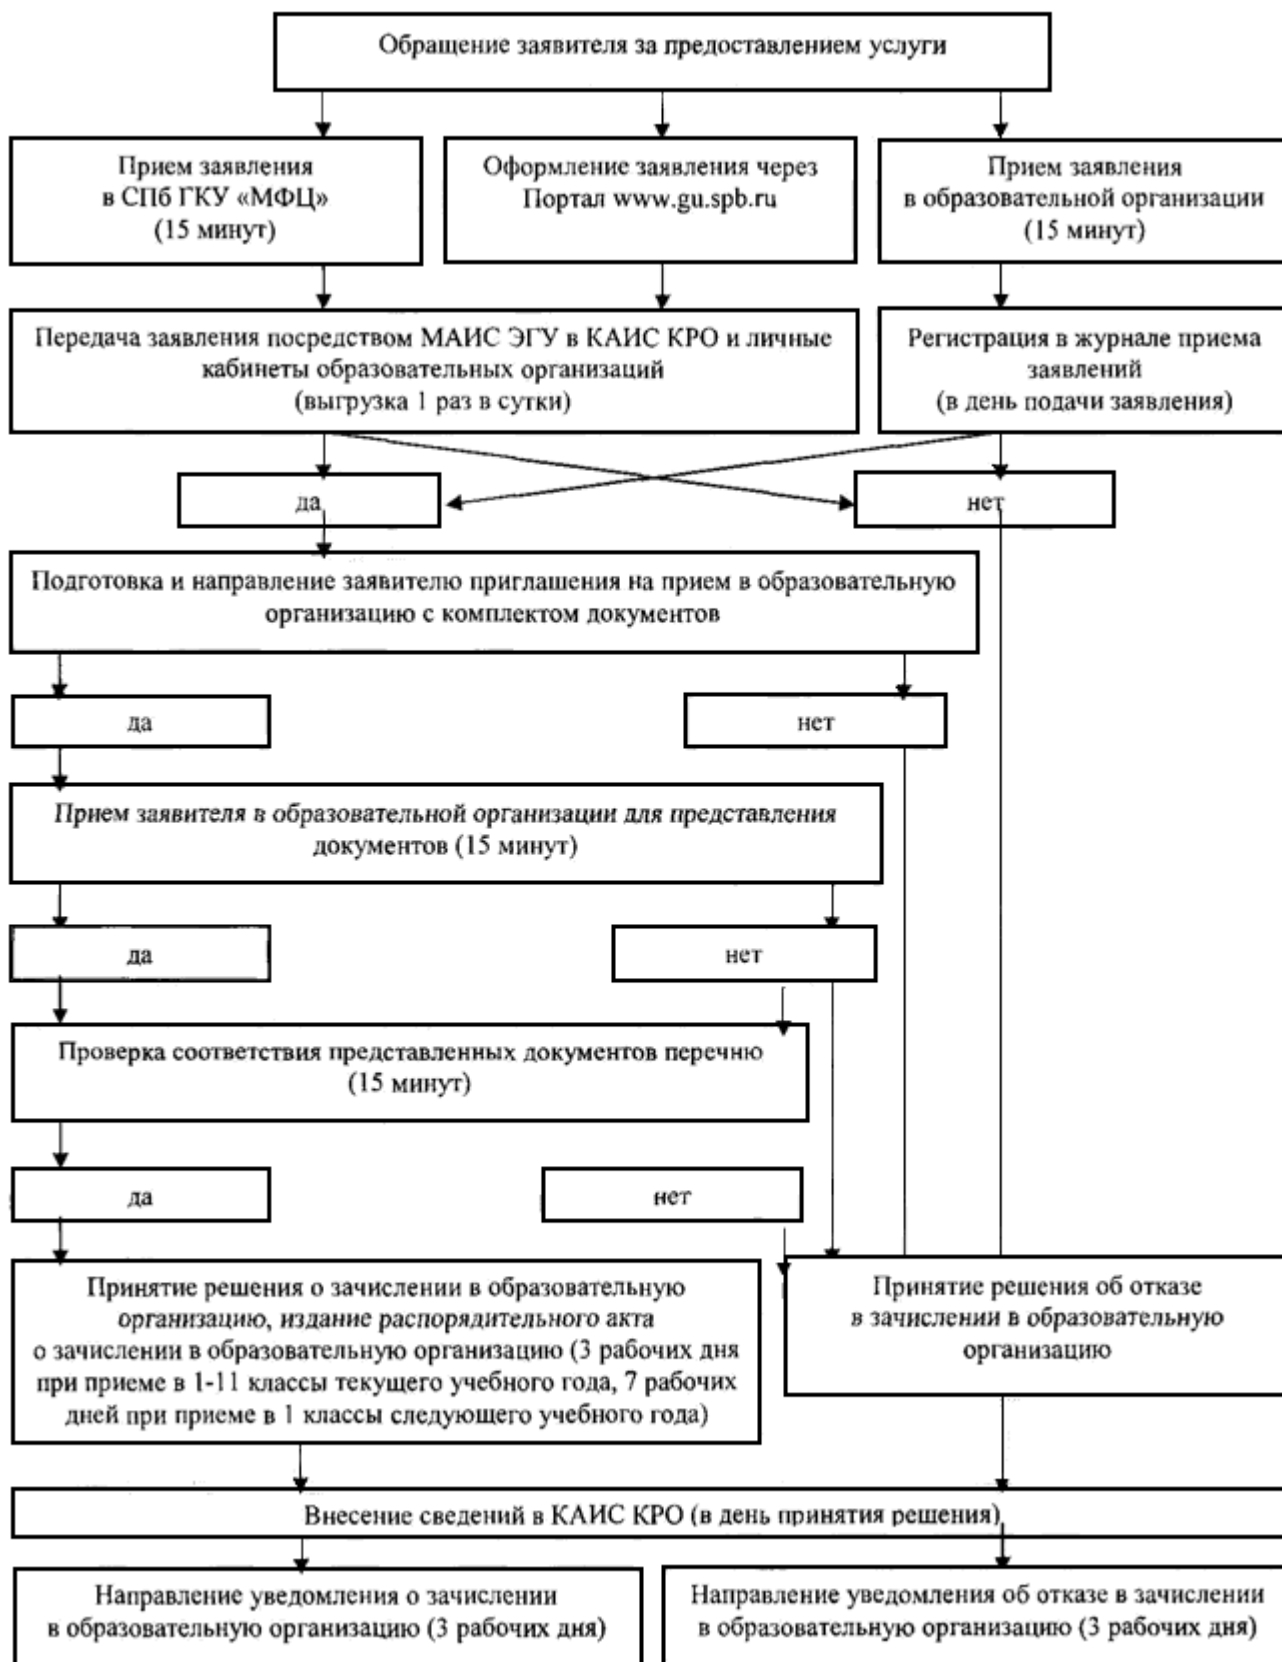 Обращение заявителя за предоставлением услуги
Прием заявления
в СПб ГКУ «МФЦ»
(15 минут)
Оформление заявления через
Портал www.gu.spb.ru
Прием заявления
в образовательной организации
(15 минут)
Передача заявления посредством МАИС ЭГУ в КАИС КРО и личные
кабинеты образовательных организаций
(выгрузка 1 раз в сутки)
Регистрация в журнале приема
заявлений
(в день подачи заявления)
да
нет
Подготовка и направление заявителю приглашения на прием в образовательную
организацию с комплектом документов
да
нет
Прием заявителя в образовательной организации для представления
документов (15 минут)
да
нет
Проверка соответствия представленных документов перечню
(15 минут)
да
нет
Принятие решения о зачислении в образовательную
организацию, издание распорядительного акта
о зачислении в образовательную организацию (3 рабочих дня
при приеме в 1-11 классы текущего учебного года, 7 рабочих
дней при приеме в 1 классы следующего учебного года)
Принятие решения об отказе
в зачислении в образовательную
организацию
Внесение сведений в КАИС КРО (в день принятия решения)
Направление уведомления о зачислении
в образовательную организацию (3 рабочих дня)
Направление уведомления об отказе в зачислении
в образовательную организацию (3 рабочих дня)